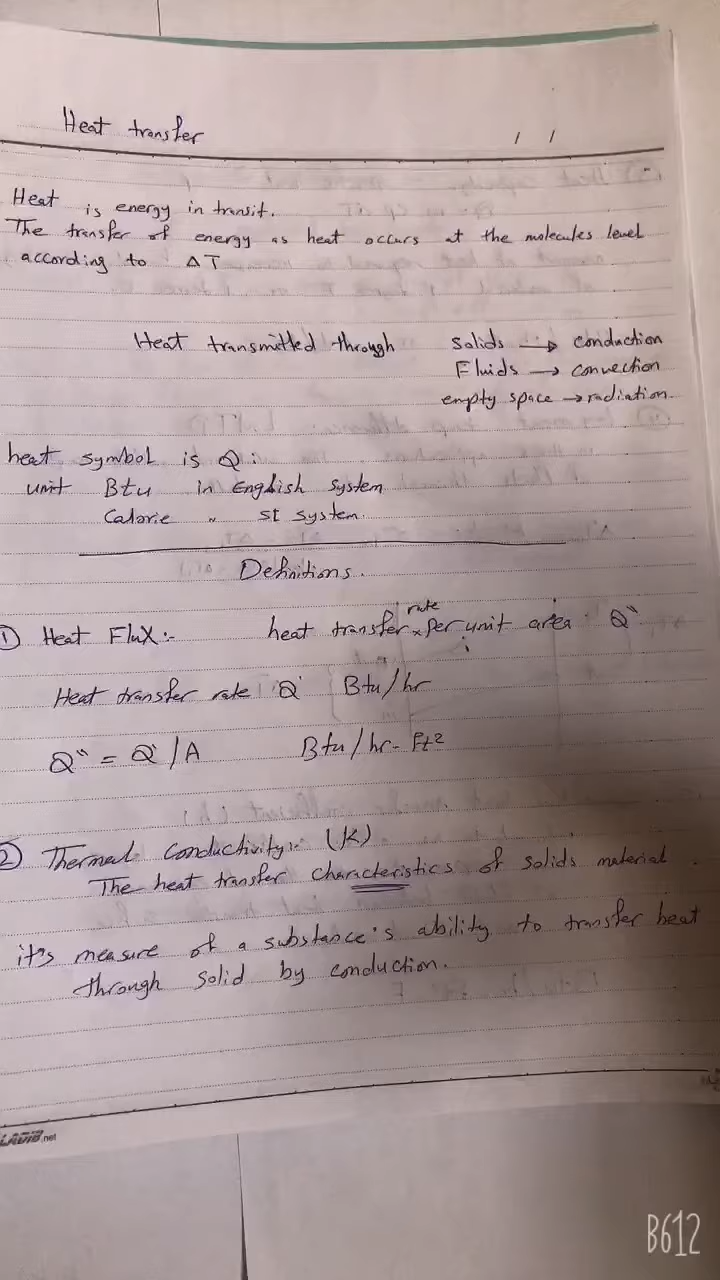 Heat transfer / /
Heat is energy in transit.
The transfer of energy as heat occurs at the molecules level
according to ΔT
Heat transmitted through solids → conduction
Fluids → convection
empty space → radiation.
heat symbol is Q :
unit Btu in English system
Calorie " SI system.
Definitions.
① Heat Flux:- heat transfer rate per unit area Q̇"
Heat transfer rate Q̇ Btu/hr
Q̇" = Q̇/A Btu/hr-Ft²
② Thermal Conductivity:- (K)
The heat transfer characteristics of solids material.
it's measure of a substance's ability to transfer heat
through solid by conduction.
.net
B612